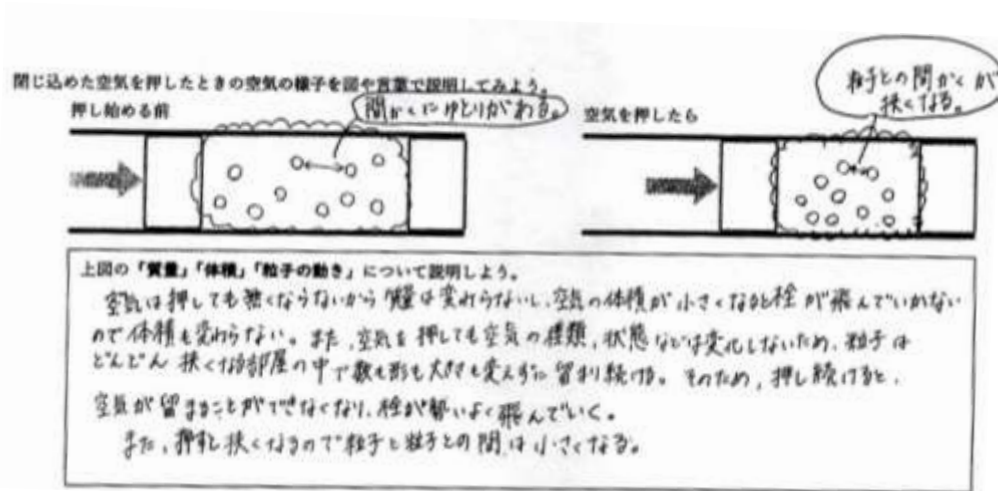 閉じ込めた空気を押したときの空気の様子を図や言葉で説明してみよう。
押し始める前
間かくにゆとりがある。
空気を押したら
粒子との間かくが
狭くなる。
上図の「質量」「体積」「粒子の動き」について説明しよう。
空気は押しても無くならないから質量は変わらないし、空気の体積が小さくなると栓が飛んでいかない
ので体積も変わらない。また、空気を押しても空気の種類、状態などは変化しないため、粒子は
どんどん狭くなる部屋の中で数も形も大きさも変えずに留まり続ける。そのため、押し続けると、
空気が留まることができなくなり、栓が勢いよく飛んでいく。
また、押すと狭くなるので粒子と粒子との間は小さくなる。